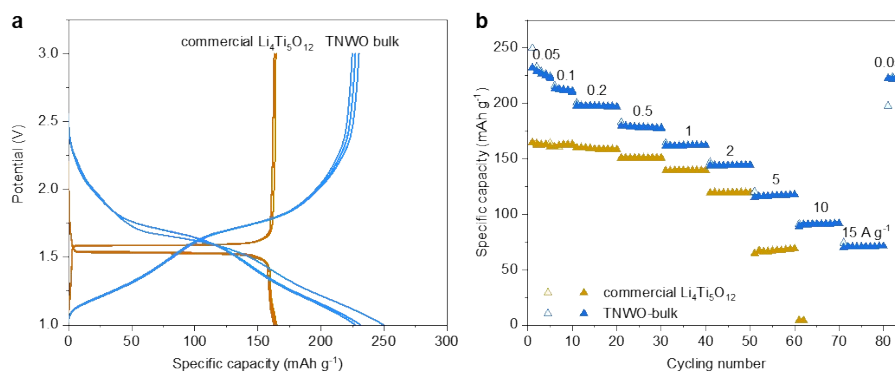 a
commercial Li₄Ti₅O₁₂ TNWO bulk
Potential (V)
3.0
2.5
2.0
1.5
1.0
0 50 100 150 200 250 300
Specific capacity (mAh g⁻¹)
b
Specific capacity (mAh g⁻¹)
250
200
150
100
50
0
0.05
0.1
0.2
0.5
1
2
5
10
15 A g⁻¹
0.0
commercial Li₄Ti₅O₁₂
TNWO-bulk
0 10 20 30 40 50 60 70 80
Cycling number